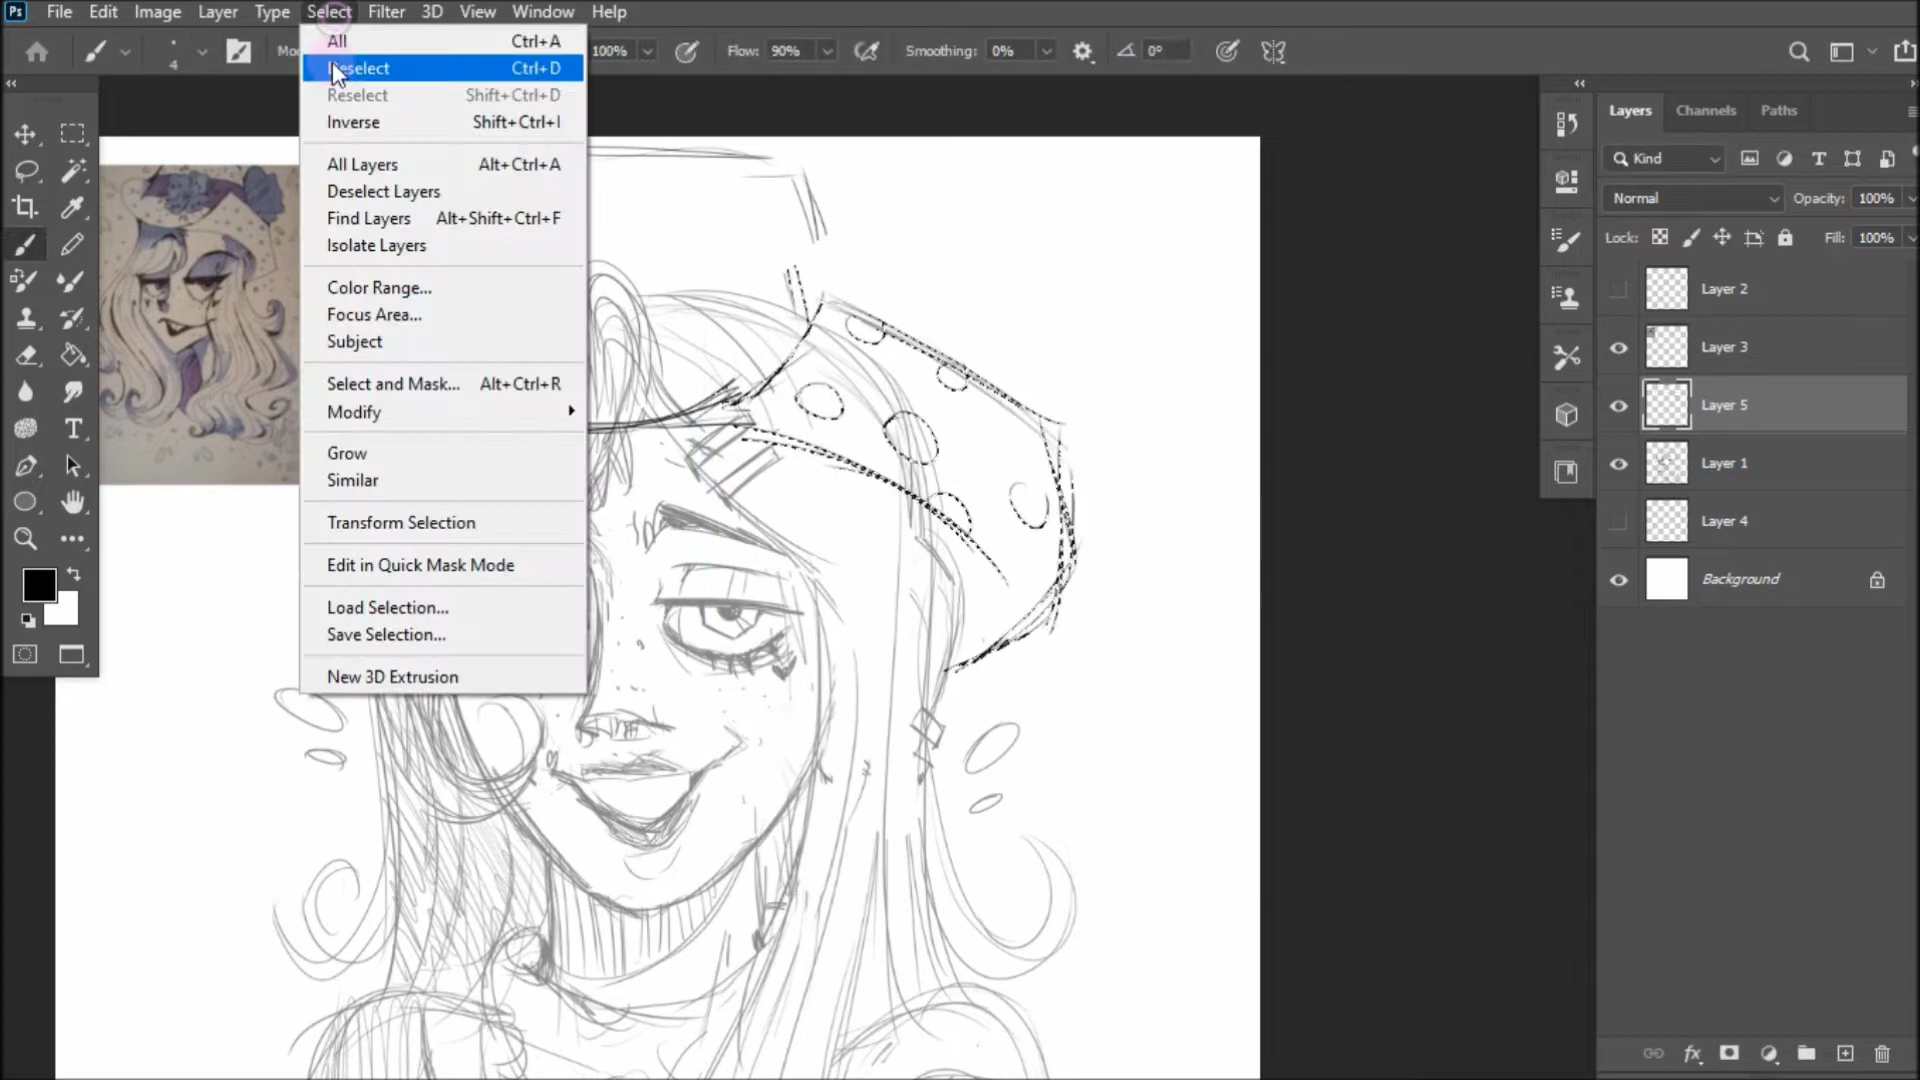 Ps File Edit Image Layer Type Select Filter 3D View Window Help
4 100% Flow: 90% Smoothing: 0% 0°
All Ctrl+A
Deselect Ctrl+D
Reselect Shift+Ctrl+D
Inverse Shift+Ctrl+I
All Layers Alt+Ctrl+A
Deselect Layers
Find Layers Alt+Shift+Ctrl+F
Isolate Layers
Color Range...
Focus Area...
Subject
Select and Mask... Alt+Ctrl+R
Modify
Grow
Similar
Transform Selection
Edit in Quick Mask Mode
Load Selection...
Save Selection...
New 3D Extrusion
Layers Channels Paths
Kind
Normal Opacity: 100%
Lock: Fill: 100%
Layer 2
Layer 3
Layer 5
Layer 1
Layer 4
Background